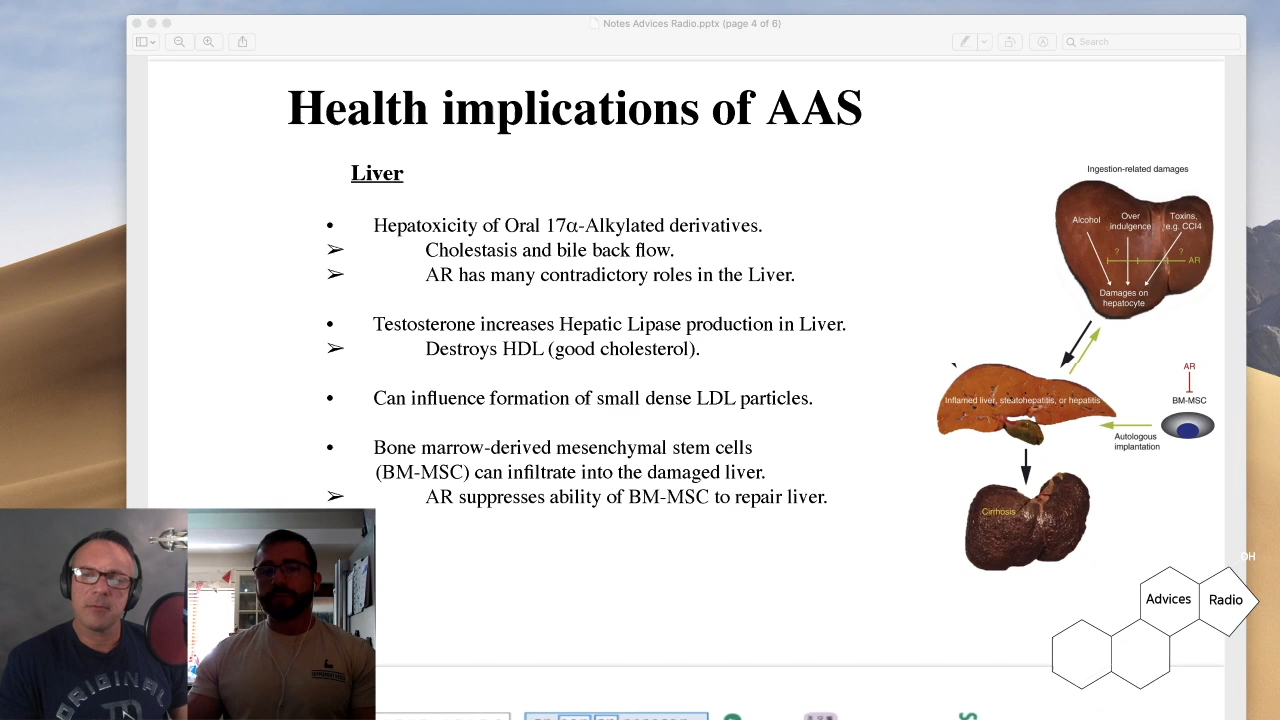 Notes Advices Radio.pptx (page 4 of 6)
Search
Health implications of AAS
Liver
• Hepatoxicity of Oral 17α-Alkylated derivatives.
➢ Cholestasis and bile back flow.
➢ AR has many contradictory roles in the Liver.
• Testosterone increases Hepatic Lipase production in Liver.
➢ Destroys HDL (good cholesterol).
• Can influence formation of small dense LDL particles.
• Bone marrow-derived mesenchymal stem cells
(BM-MSC) can infiltrate into the damaged liver.
➢ AR suppresses ability of BM-MSC to repair liver.
Ingestion-related damages
Alcohol
Over
indulgence
Toxins,
e.g. CCl4
? ?
AR
Damages on
hepatocyte
Inflamed liver, steatohepatitis, or hepatitis
AR
BM-MSC
Autologous
implantation
Cirrhosis
OH
Advices Radio
ORIGINAL